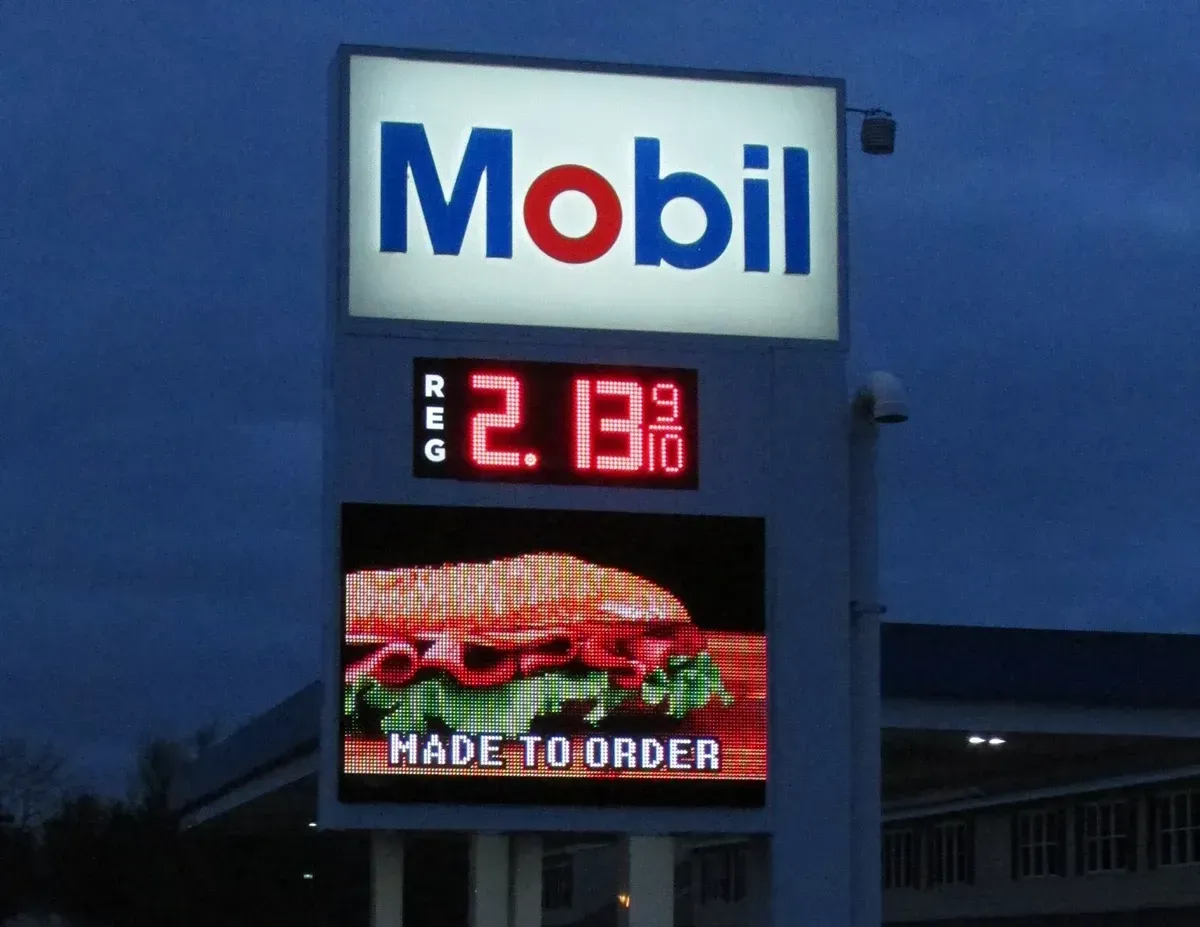 Mobil
REG 2.13 9/10
MADE TO ORDER